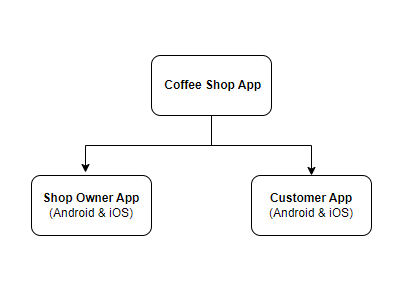 Coffee Shop App
Shop Owner App
(Android & iOS)
Customer App
(Android & iOS)